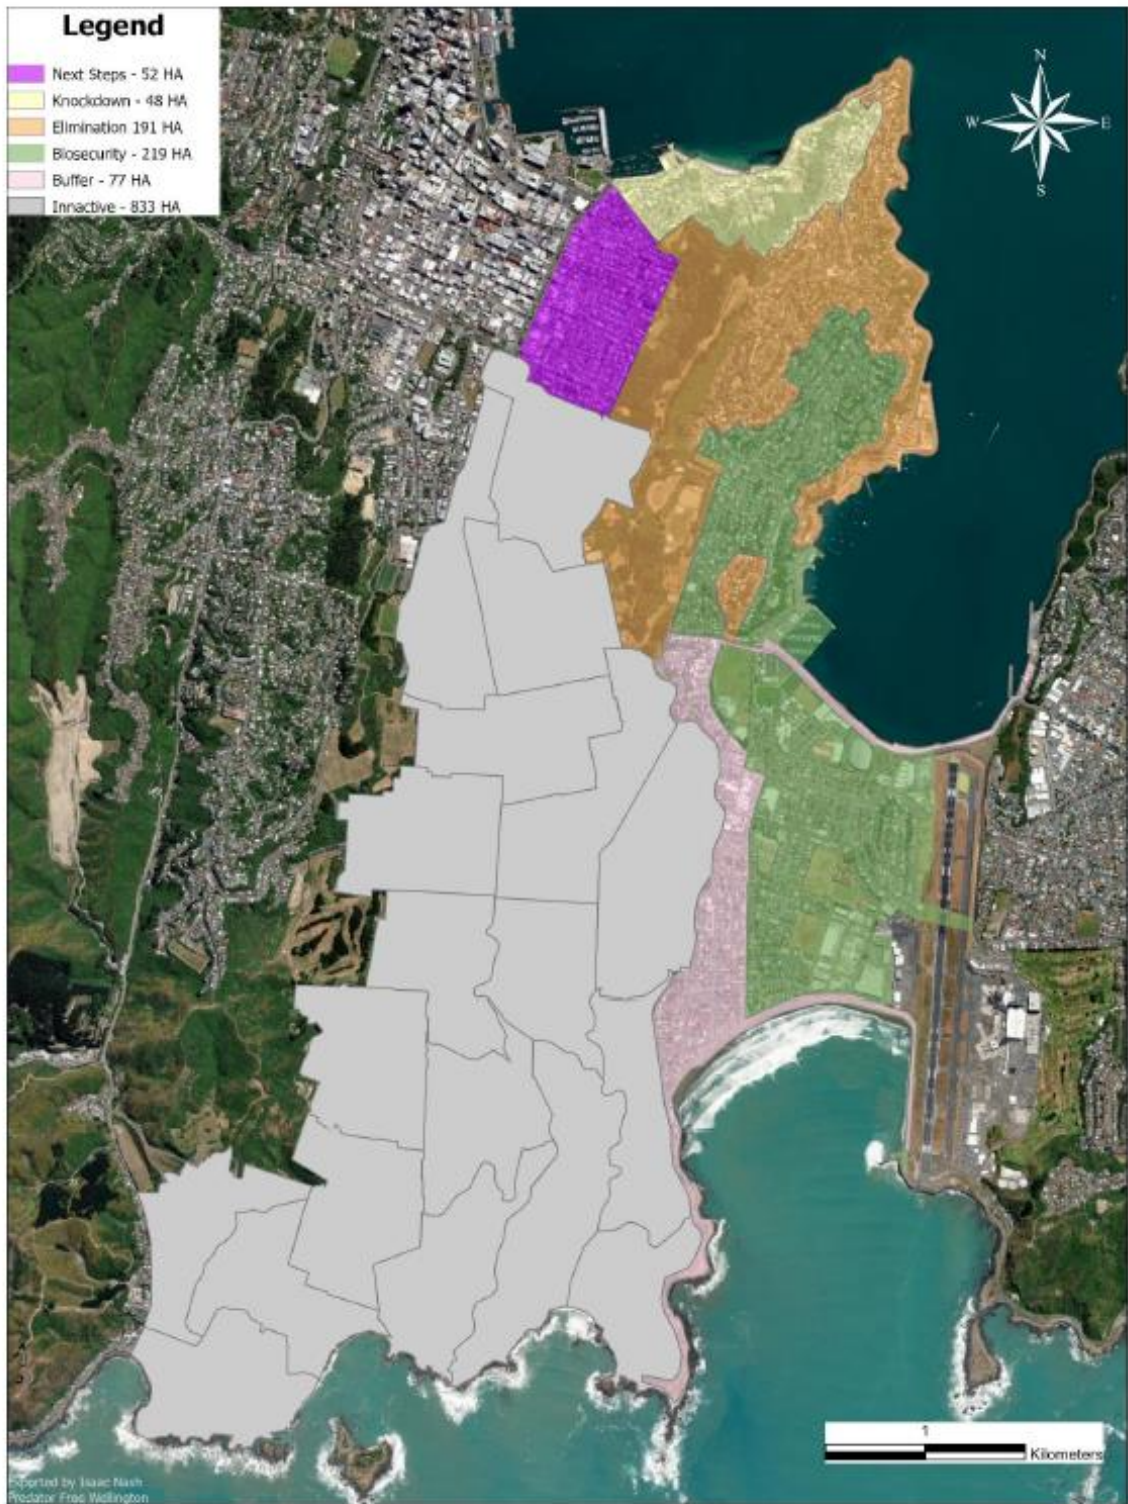 Legend
Next Steps - 52 HA
Knockdown - 48 HA
Elimination 191 HA
Biosecurity - 219 HA
Buffer - 77 HA
Innactive - 833 HA
N
W E
S
1
Kilometers
Exported by Isaac Nash
Predator Free Wellington